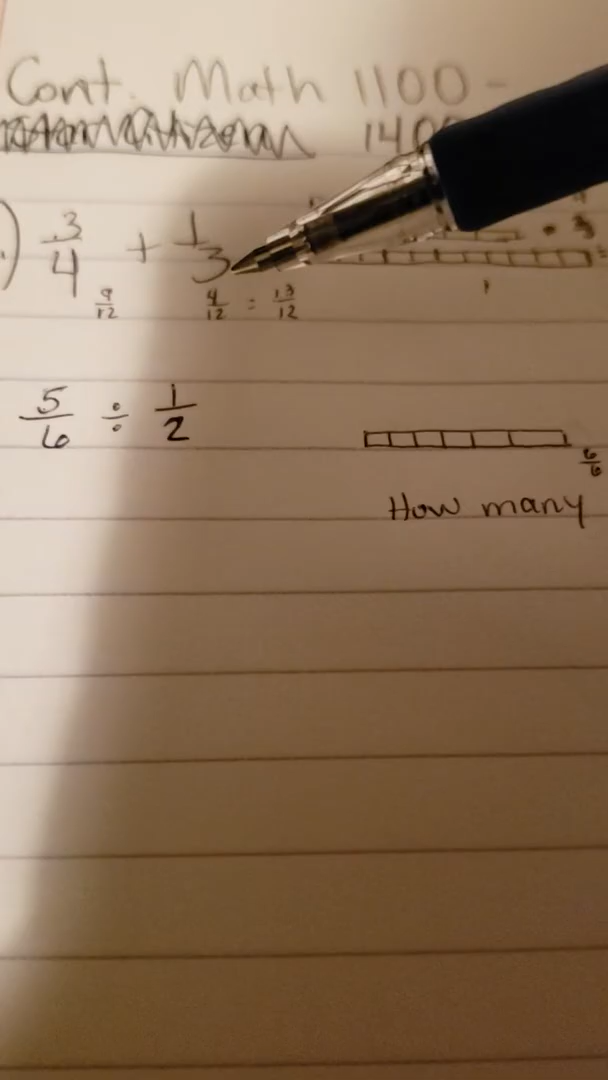 Cont. Math 1100 -
.) 3/4 + 1/3
9/12 4/12 = 13/12
5/6 ÷ 1/2
6/6
How many